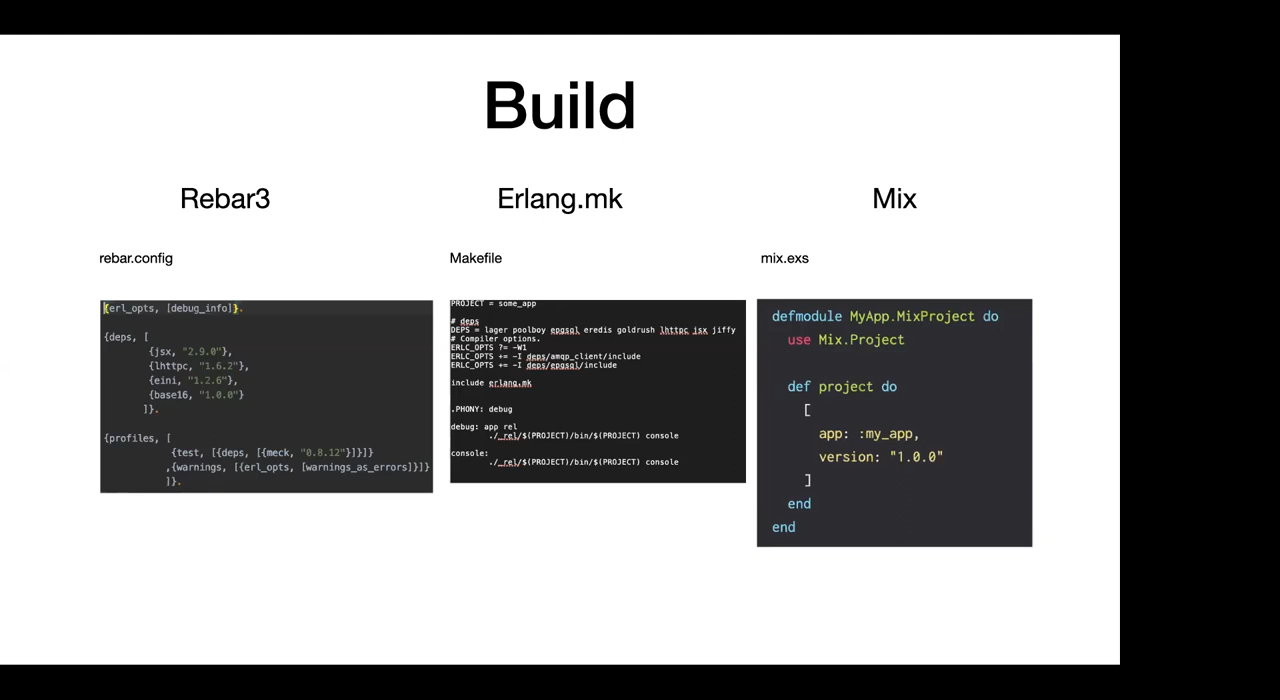 Build
Rebar3
Erlang.mk
Mix
rebar.config
Makefile
mix.exs
{erl_opts, [debug_info]}.
{deps, [
{jsx, "2.9.0"},
{lhttpc, "1.6.2"},
{eini, "1.2.6"},
{base16, "1.0.0"}
]}.
{profiles, [
{test, [{deps, [{meck, "0.8.12"}]}]}
,{warnings, [{erl_opts, [warnings_as_errors]}]}
]}.
PROJECT = some_app
# deps
DEPS = lager poolboy epgsql eredis goldrush lhttpc jsx jiffy
# Compiler options.
ERLC_OPTS ?= -W1
ERLC_OPTS += -I deps/amqp_client/include
ERLC_OPTS += -I deps/epgsql/include
include erlang.mk
.PHONY: debug
debug: app rel
./_rel/$(PROJECT)/bin/$(PROJECT) console
console:
./_rel/$(PROJECT)/bin/$(PROJECT) console
defmodule MyApp.MixProject do
use Mix.Project
def project do
[
app: :my_app,
version: "1.0.0"
]
end
end